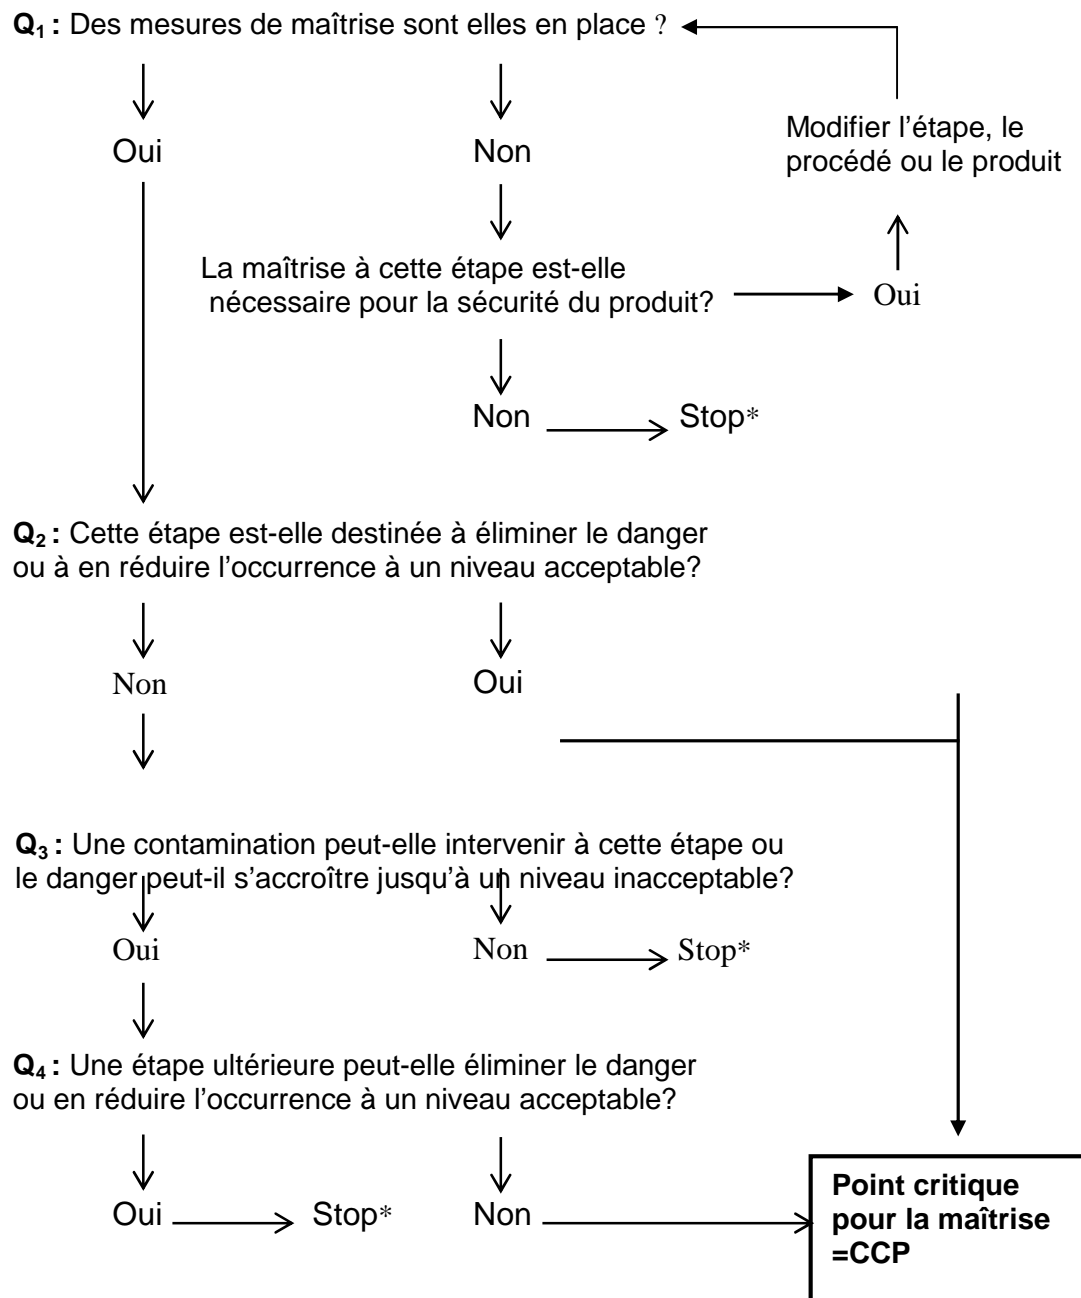 Q1 : Des mesures de maîtrise sont elles en place ?
Oui
Non
Modifier l’étape, le
procédé ou le produit
La maîtrise à cette étape est-elle
nécessaire pour la sécurité du produit?
Oui
Non
Stop*
Q2 : Cette étape est-elle destinée à éliminer le danger
ou à en réduire l’occurrence à un niveau acceptable?
Non
Oui
Q3 : Une contamination peut-elle intervenir à cette étape ou
le danger peut-il s’accroître jusqu’à un niveau inacceptable?
Oui
Non
Stop*
Q4 : Une étape ultérieure peut-elle éliminer le danger
ou en réduire l’occurrence à un niveau acceptable?
Oui
Stop*
Non
Point critique
pour la maîtrise
=CCP